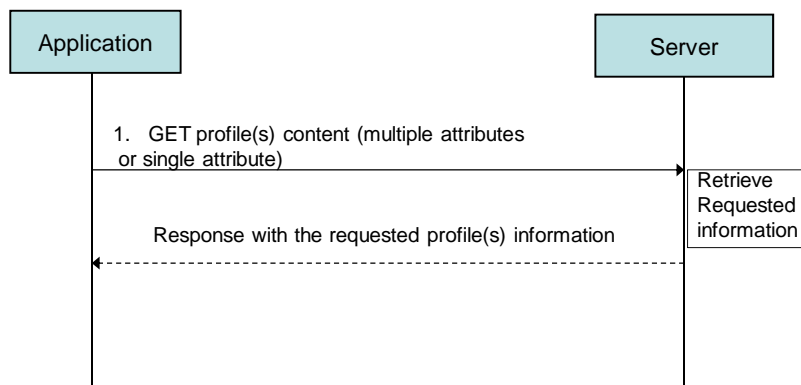 Application
Server
1. GET profile(s) content (multiple attributes
or single attribute)
Retrieve
Requested
information
Response with the requested profile(s) information